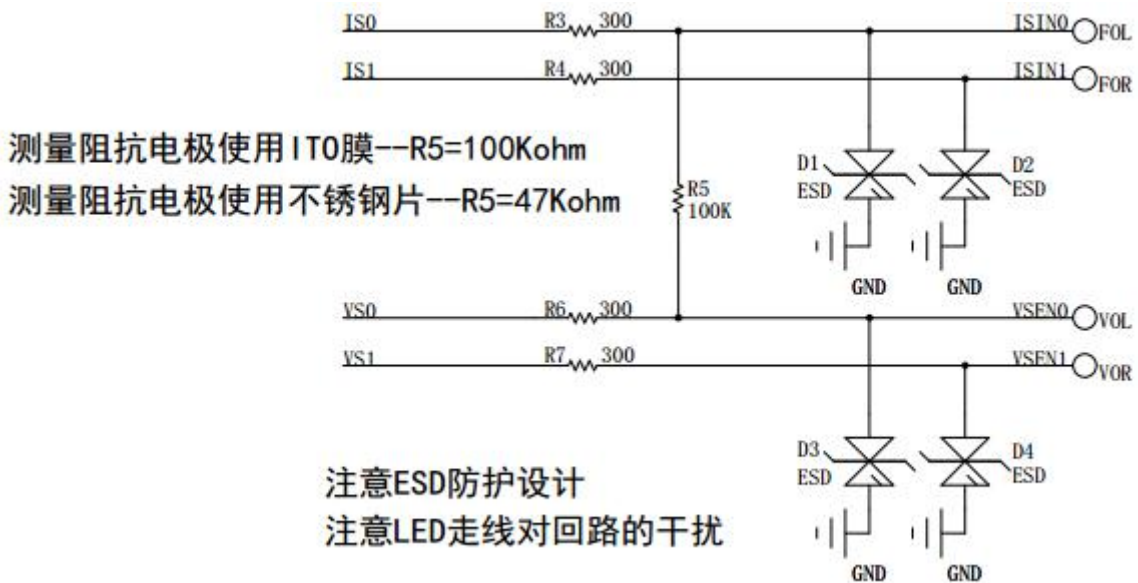 IS0 R3 300 ISIN0 FOL
IS1 R4 300 ISIN1 FOR
测量阻抗电极使用ITO膜--R5=100Kohm
测量阻抗电极使用不锈钢片--R5=47Kohm
R5
100K
D1
ESD
D2
ESD
GND
GND
VS0 R6 300 VSEN0 VOL
VS1 R7 300 VSEN1 VOR
D3
ESD
D4
ESD
GND
GND
注意ESD防护设计
注意LED走线对回路的干扰